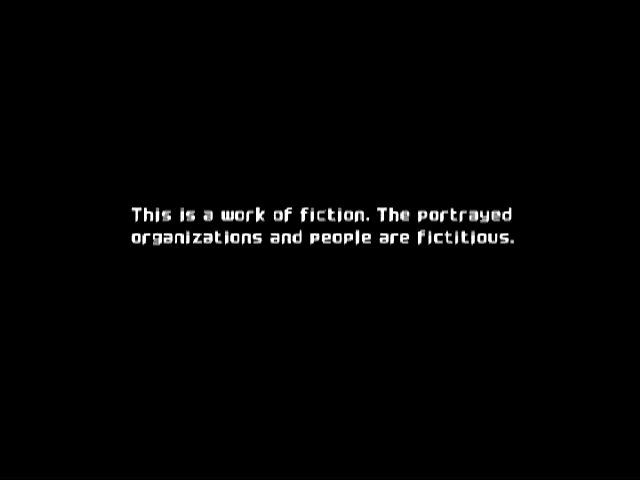 This is a work of fiction. The portrayed
organizations and people are fictitious.